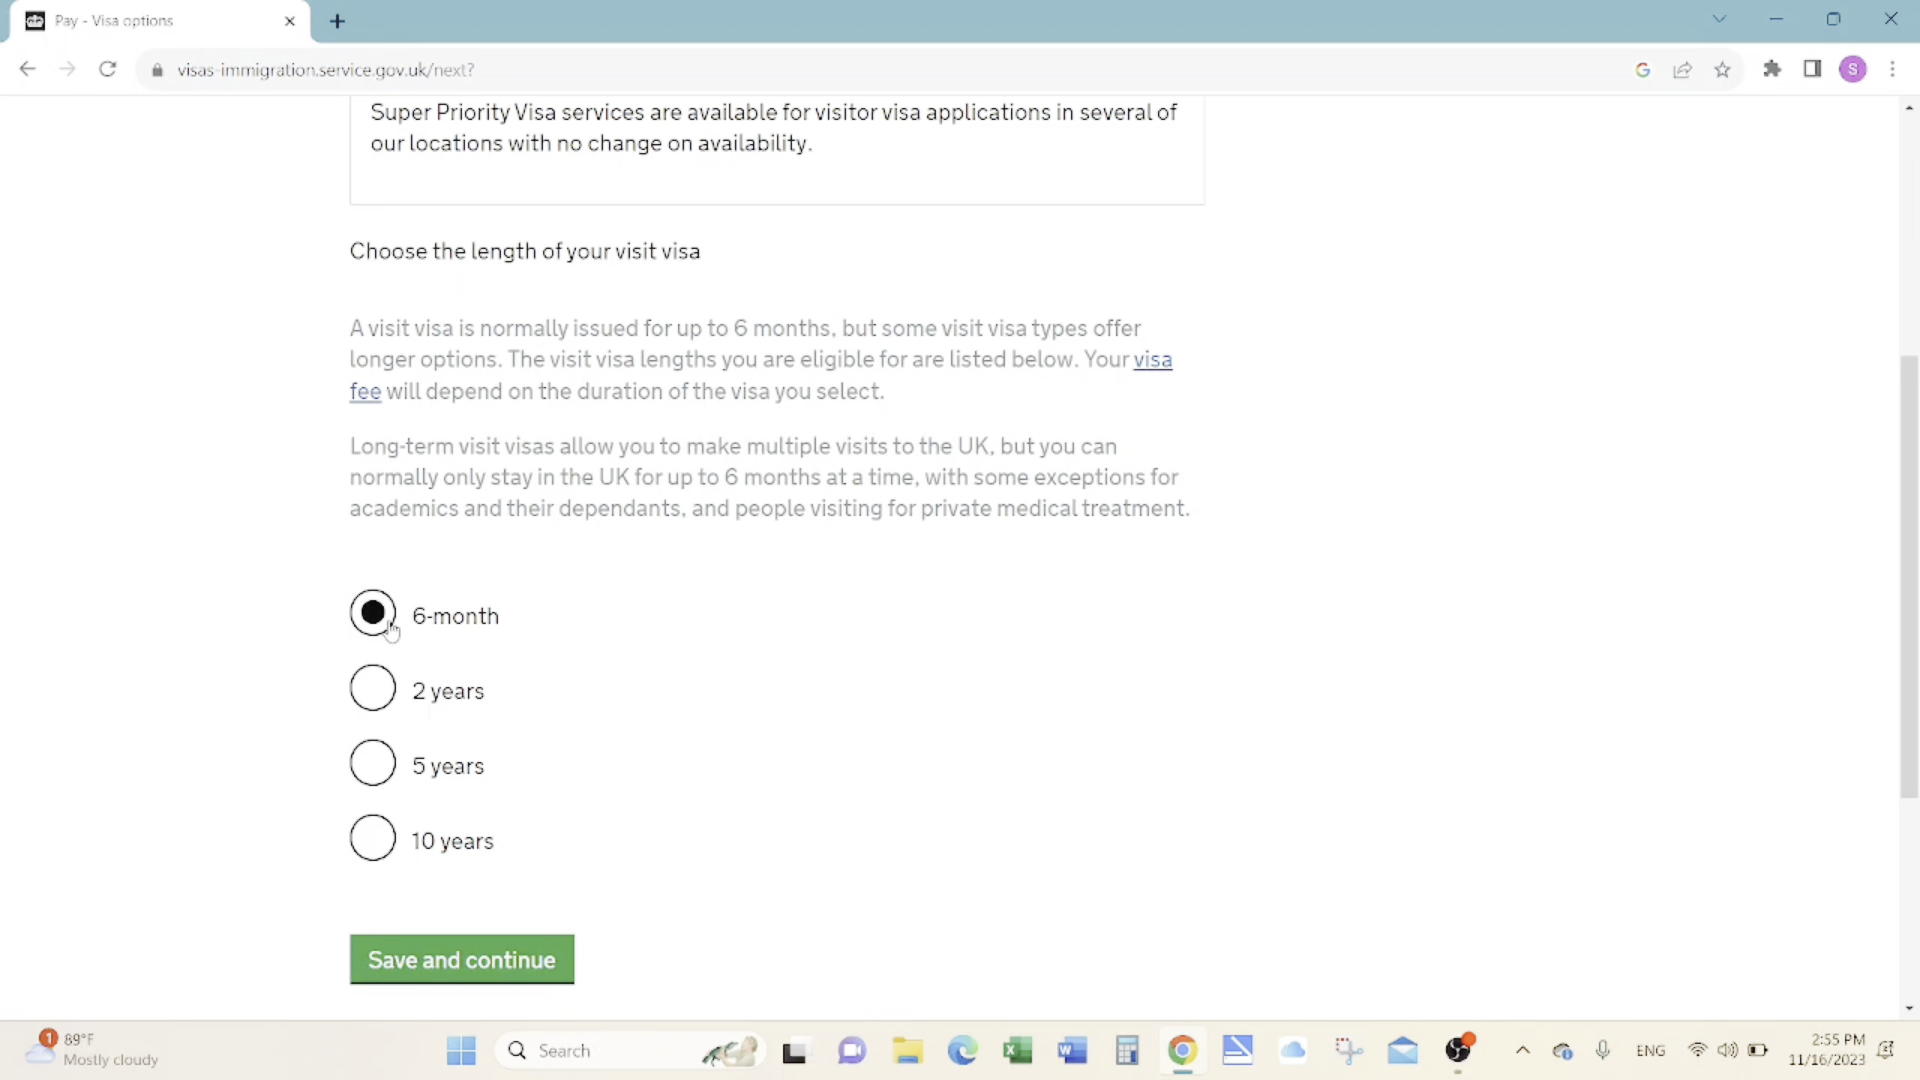 Pay - Visa options
visas-immigration.service.gov.uk/next?
S
Super Priority Visa services are available for visitor visa applications in several of
our locations with no change on availability.
Choose the length of your visit visa
A visit visa is normally issued for up to 6 months, but some visit visa types offer
longer options. The visit visa lengths you are eligible for are listed below. Your visa
fee will depend on the duration of the visa you select.
Long-term visit visas allow you to make multiple visits to the UK, but you can
normally only stay in the UK for up to 6 months at a time, with some exceptions for
academics and their dependants, and people visiting for private medical treatment.
6-month
2 years
5 years
10 years
Save and continue
1
89°F
Mostly cloudy
Search
ENG
2:55 PM
11/16/2023